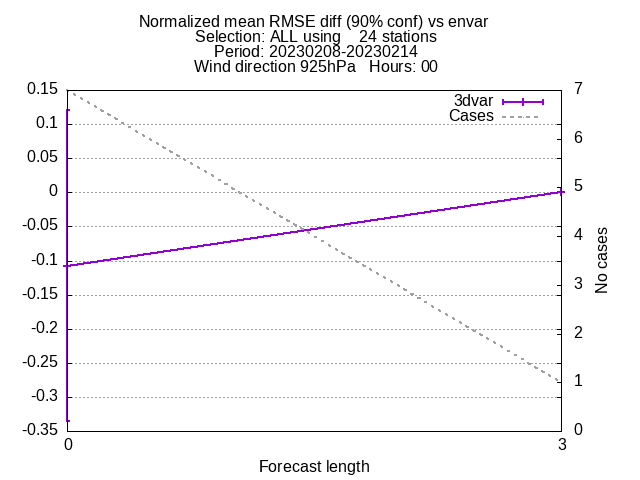 Normalized mean RMSE diff (90% conf) vs envar
Selection: ALL using    24 stations
Period: 20230208-20230214
Wind direction 925hPa   Hours: 00
3dvar
Cases
0.15
0.1
0.05
0
-0.05
-0.1
-0.15
-0.2
-0.25
-0.3
-0.35
7
6
5
4
3
2
1
0
No cases
0
3
Forecast length